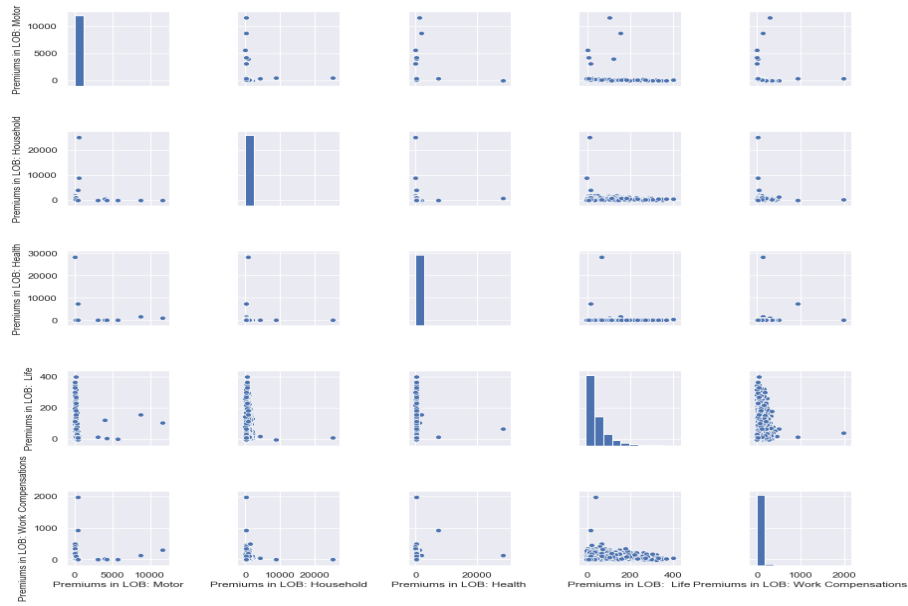 Premiums in LOB: Motor
10000
5000
0
Premiums in LOB: Household
20000
10000
0
Premiums in LOB: Health
30000
20000
10000
0
Premiums in LOB: Life
400
200
0
Premiums in LOB: Work Compensations
2000
1000
0
0 5000 10000
Premiums in LOB: Motor
0 10000 20000
Premiums in LOB: Household
0 20000
Premiums in LOB: Health
0 200 400
Premiums in LOB: Life
0 1000 2000
Premiums in LOB: Work Compensations